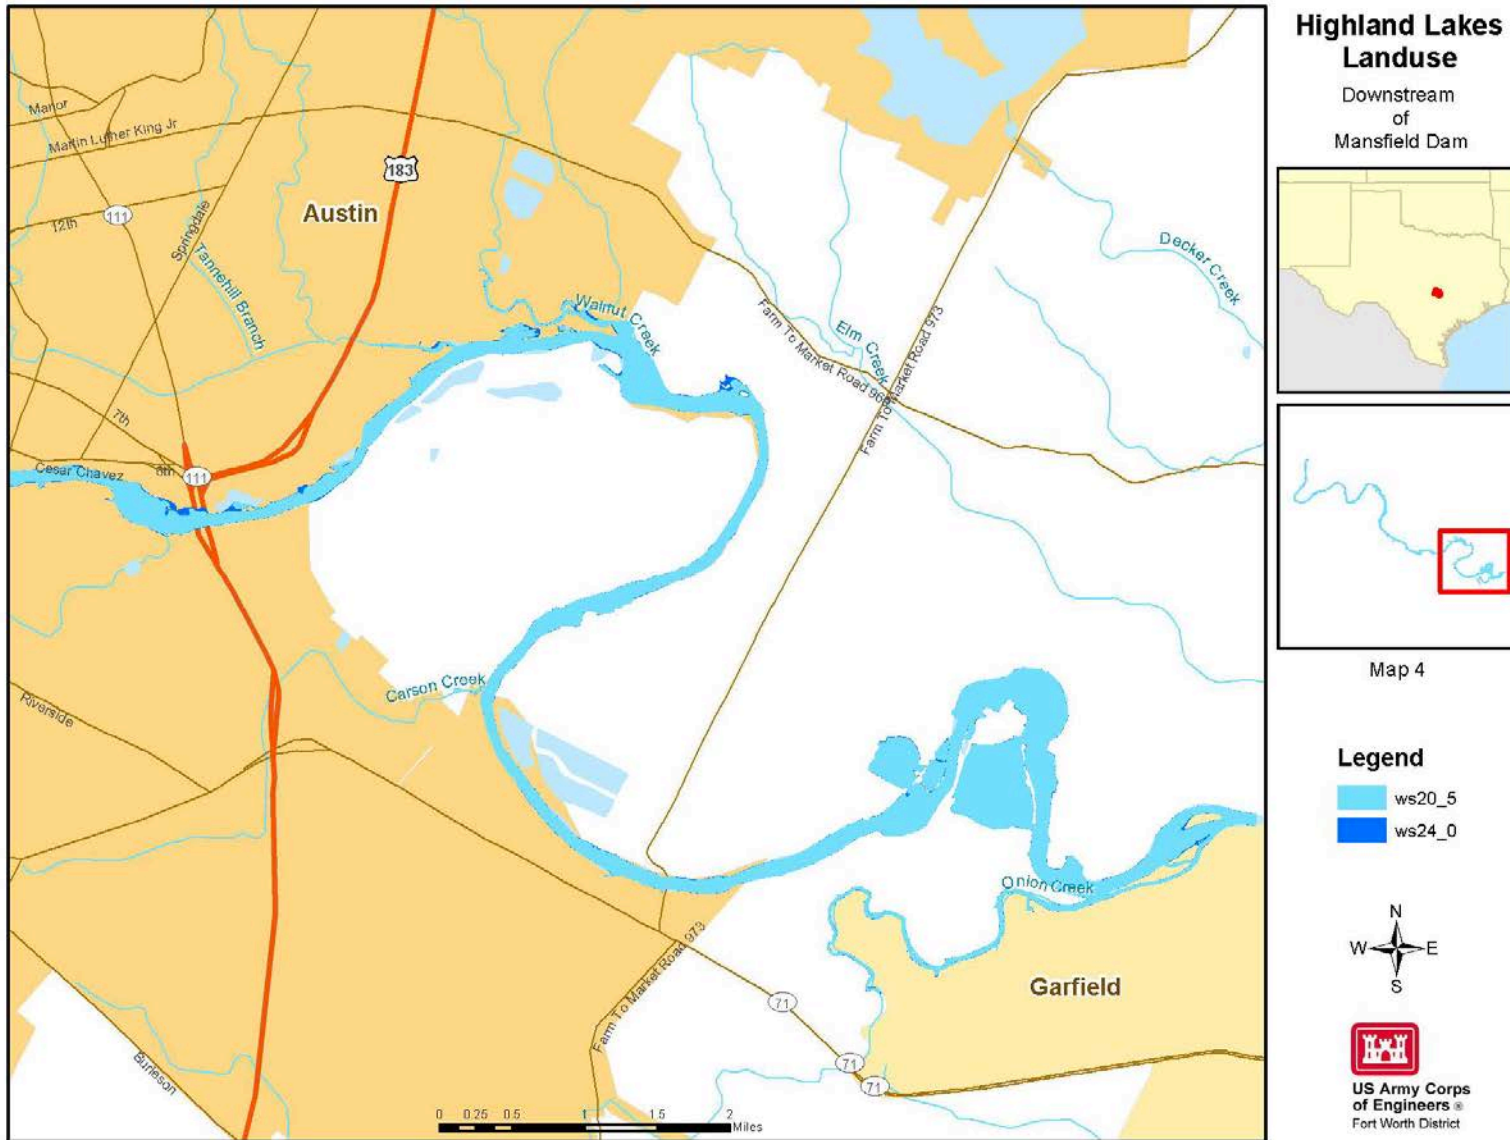 Highland Lakes
Landuse
Downstream
of
Mansfield Dam
Manor
Martin Luther King Jr
183
Austin
111
12th
Springdale
Tannehill Branch
Walnut Creek
Decker Creek
Elm Creek
Farm To Market Road 969
Farm To Market Road 973
7th
Cesar Chavez
5th
111
Carson Creek
Riverside
Map 4
Legend
ws20_5
ws24_0
Onion Creek
Garfield
Farm To Market Road 973
71
71
71
Burleson
0 0.25 0.5 1 1.5 2
Miles
N
W E
S
US Army Corps
of Engineers ®
Fort Worth District